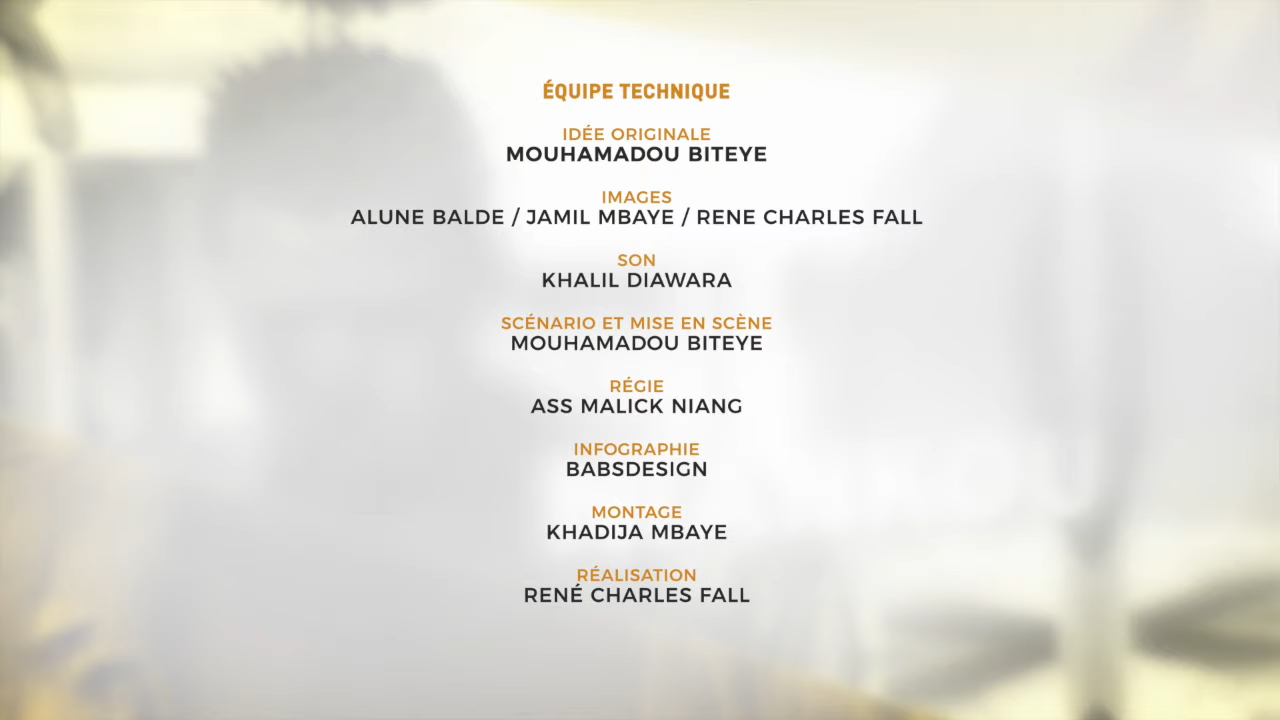 ÉQUIPE TECHNIQUE
IDÉE ORIGINALE
MOUHAMADOU BITEYE
IMAGES
ALUNE BALDE / JAMIL MBAYE / RENE CHARLES FALL
SON
KHALIL DIAWARA
SCÉNARIO ET MISE EN SCÈNE
MOUHAMADOU BITEYE
RÉGIE
ASS MALICK NIANG
INFOGRAPHIE
BABSDESIGN
MONTAGE
KHADIJA MBAYE
RÉALISATION
RENÉ CHARLES FALL